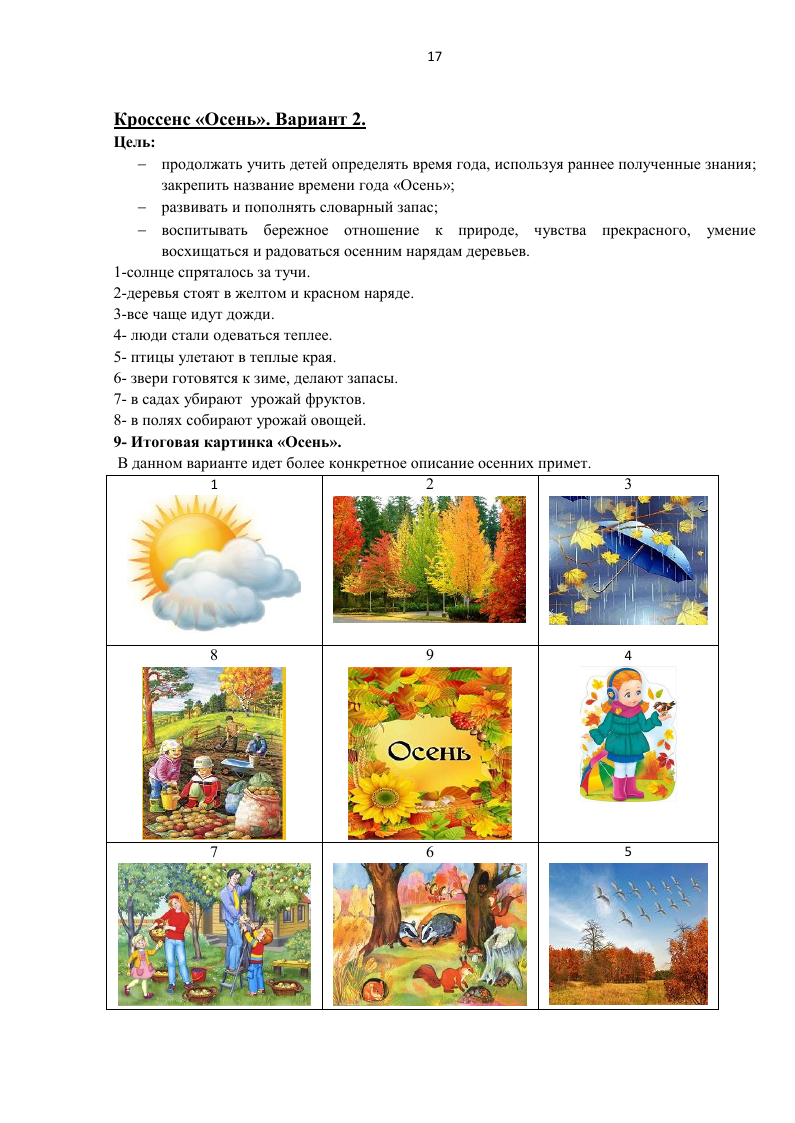 17
Кроссенс «Осень». Вариант 2.
Цель:
− продолжать учить детей определять время года, используя раннее полученные знания;
закрепить название времени года «Осень»;
− развивать и пополнять словарный запас;
− воспитывать бережное отношение к природе, чувства прекрасного, умение
восхищаться и радоваться осенним нарядам деревьев.
1-солнце спряталось за тучи.
2-деревья стоят в желтом и красном наряде.
3-все чаще идут дожди.
4- люди стали одеваться теплее.
5- птицы улетают в теплые края.
6- звери готовятся к зиме, делают запасы.
7- в садах убирают  урожай фруктов.
8- в полях собирают урожай овощей.
9- Итоговая картинка «Осень».
В данном варианте идет более конкретное описание осенних примет.
1 2 3
8 9 4
Осень
7 6 5